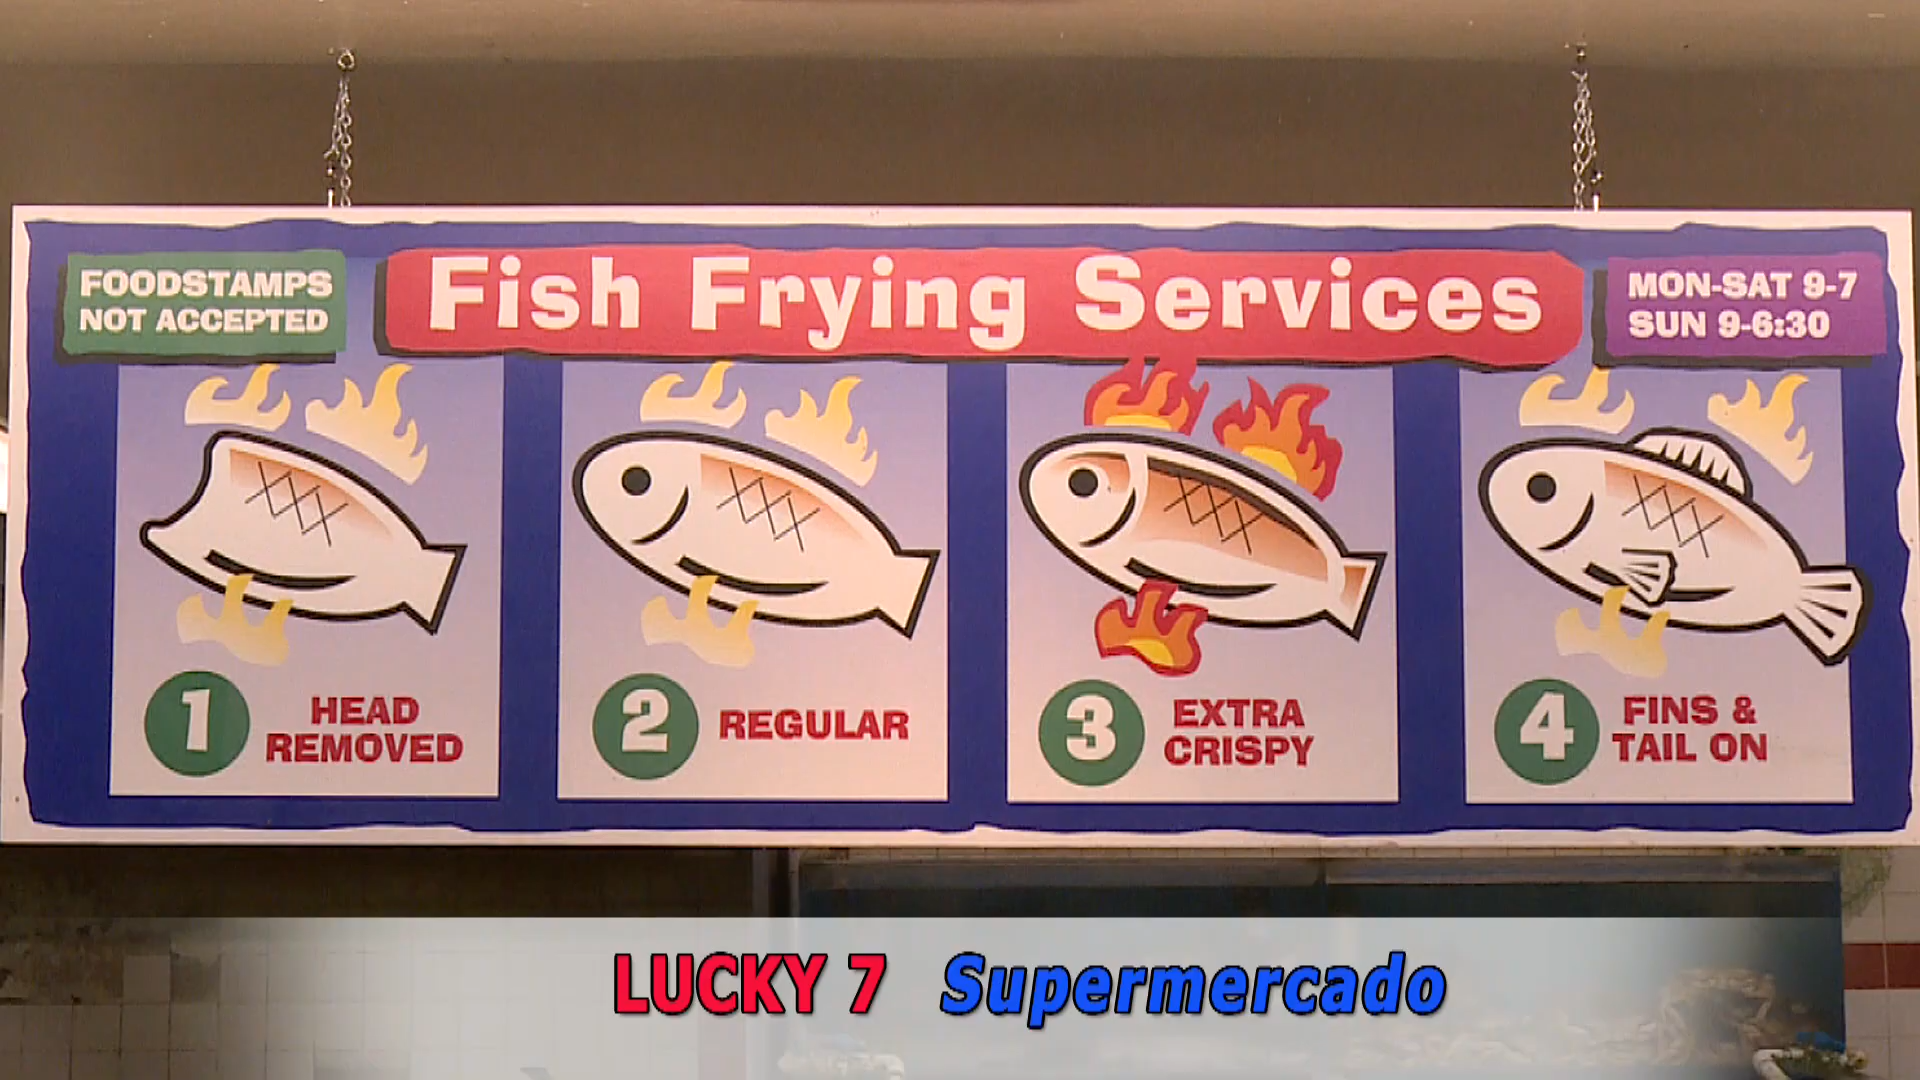 FOODSTAMPS
NOT ACCEPTED
Fish Frying Services
MON-SAT 9-7
SUN 9-6:30
1 HEAD
REMOVED
2 REGULAR
3 EXTRA
CRISPY
4 FINS &
TAIL ON
LUCKY 7 Supermercado